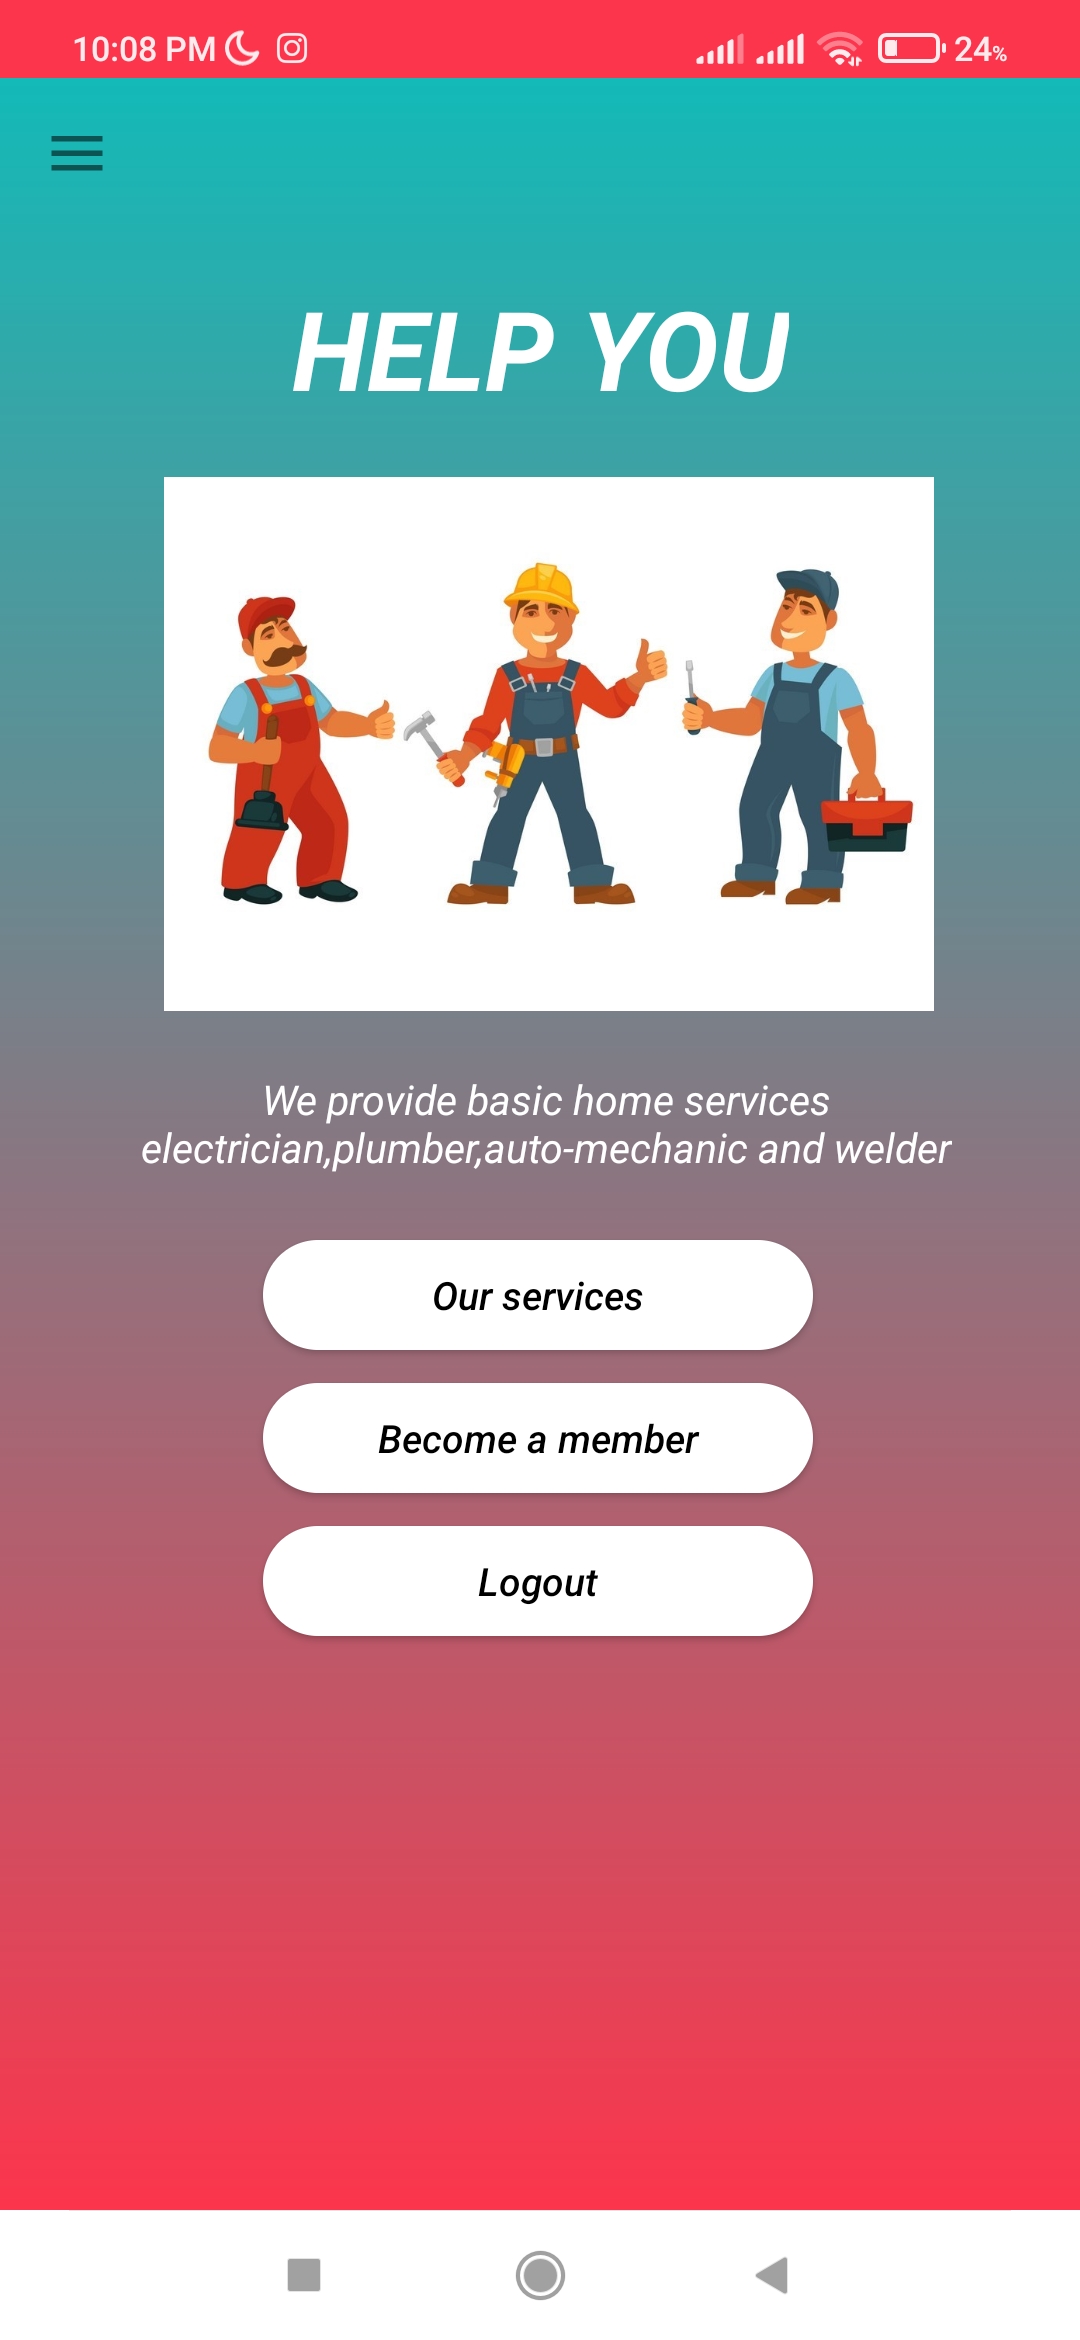 10:08 PM
24%
HELP YOU
We provide basic home services
electrician,plumber,auto-mechanic and welder
Our services
Become a member
Logout